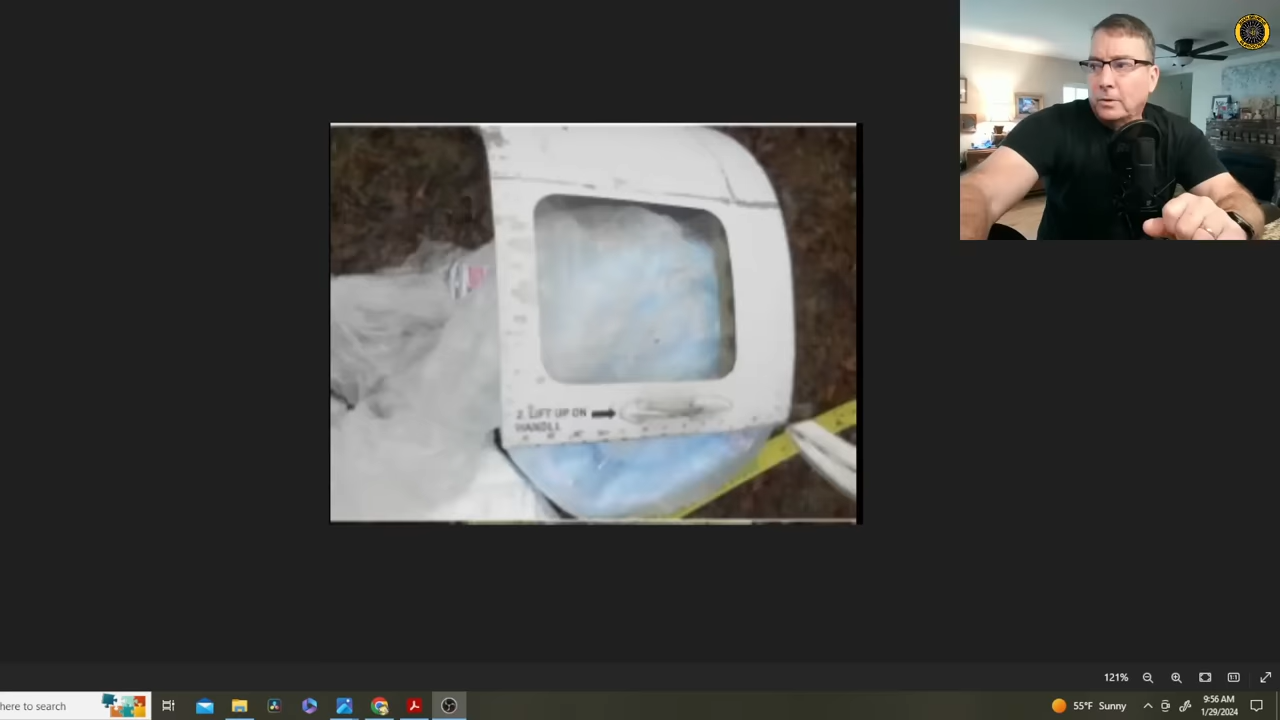 2. LIFT UP ON
HANDLE
121%
here to search
55°F Sunny
9:56 AM
1/29/2024